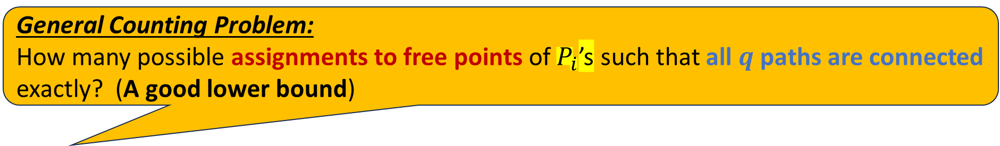 General Counting Problem:
How many possible assignments to free points of 𝑃ᵢ’s such that all 𝑞 paths are connected
exactly? (A good lower bound)